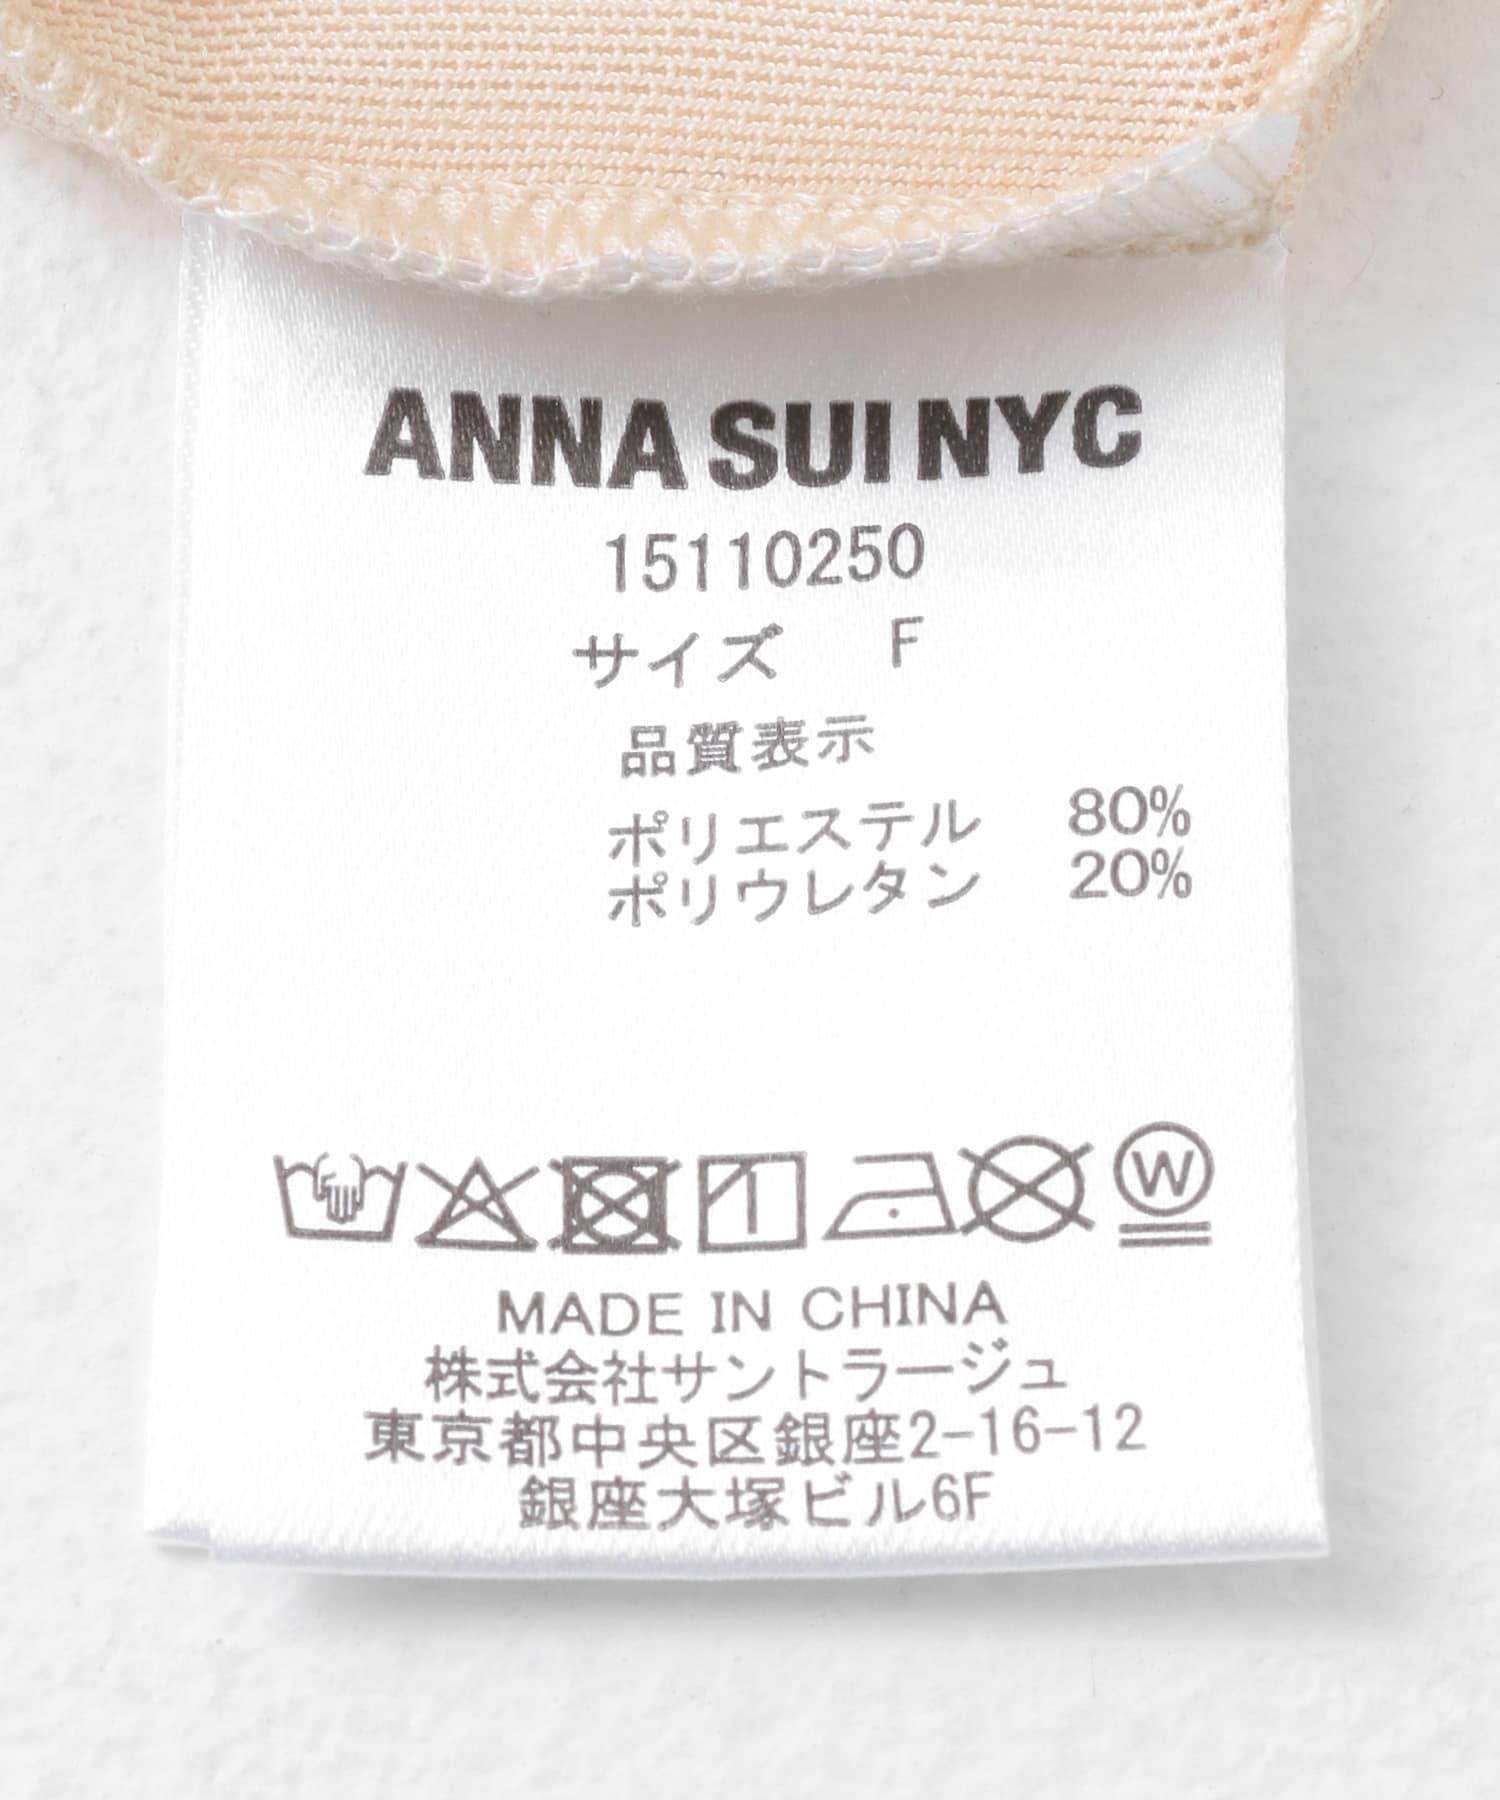 ANNA SUI NYC
15110250
サイズ F
品質表示
ポリエステル 80%
ポリウレタン 20%
W
MADE IN CHINA
株式会社サントラージュ
東京都中央区銀座2-16-12
銀座大塚ビル6F